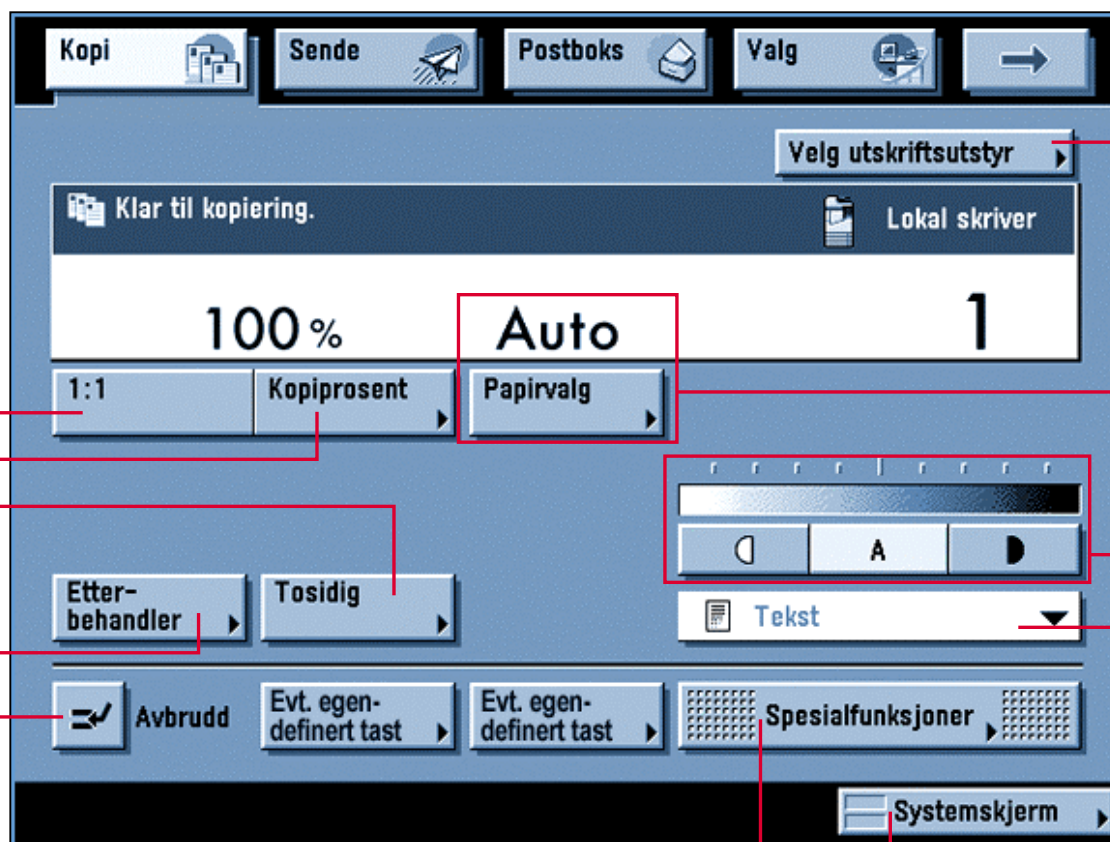 Kopi
Sende
Postboks
Valg
Velg utskriftsutstyr
Klar til kopiering.
Lokal skriver
100 %
Auto
1
1:1
Kopiprosent
Papirvalg
A
Etter-
behandler
Tosidig
Tekst
Avbrudd
Evt. egen-
definert tast
Evt. egen-
definert tast
Spesialfunksjoner
Systemskjerm